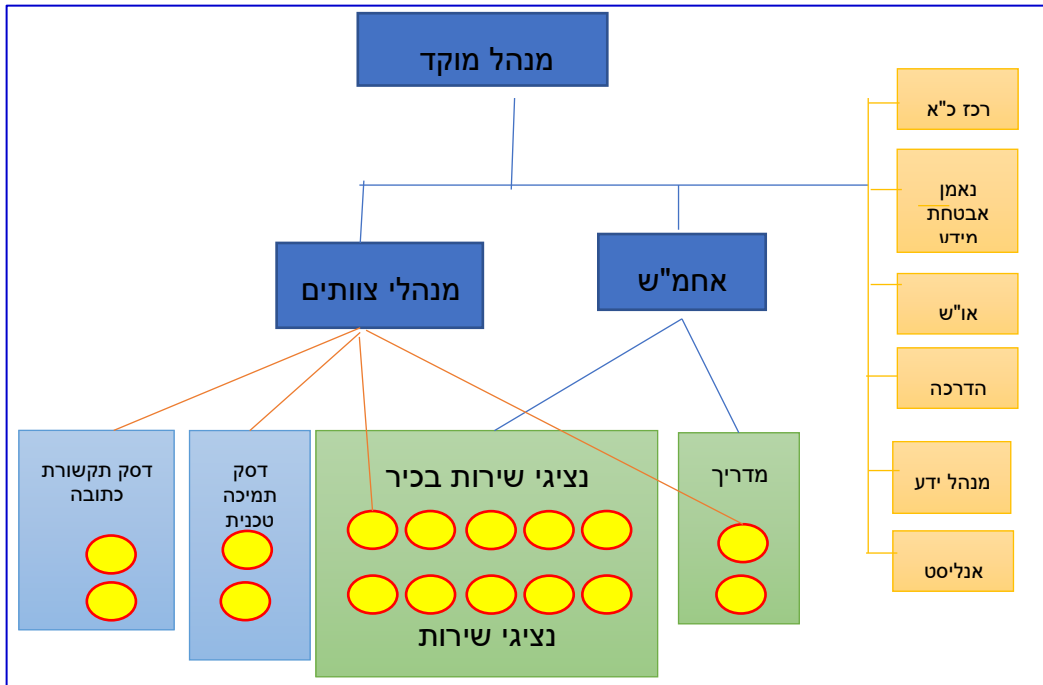 מנהל מוקד
רכז כ"א
נאמן
אבטחת
מידע
או"ש
הדרכה
מנהל ידע
אנליסט
אחמ"ש
מנהלי צוותים
מדריך
נציגי שירות בכיר
נציגי שירות
דסק
תמיכה
טכנית
דסק תקשורת
כתובה